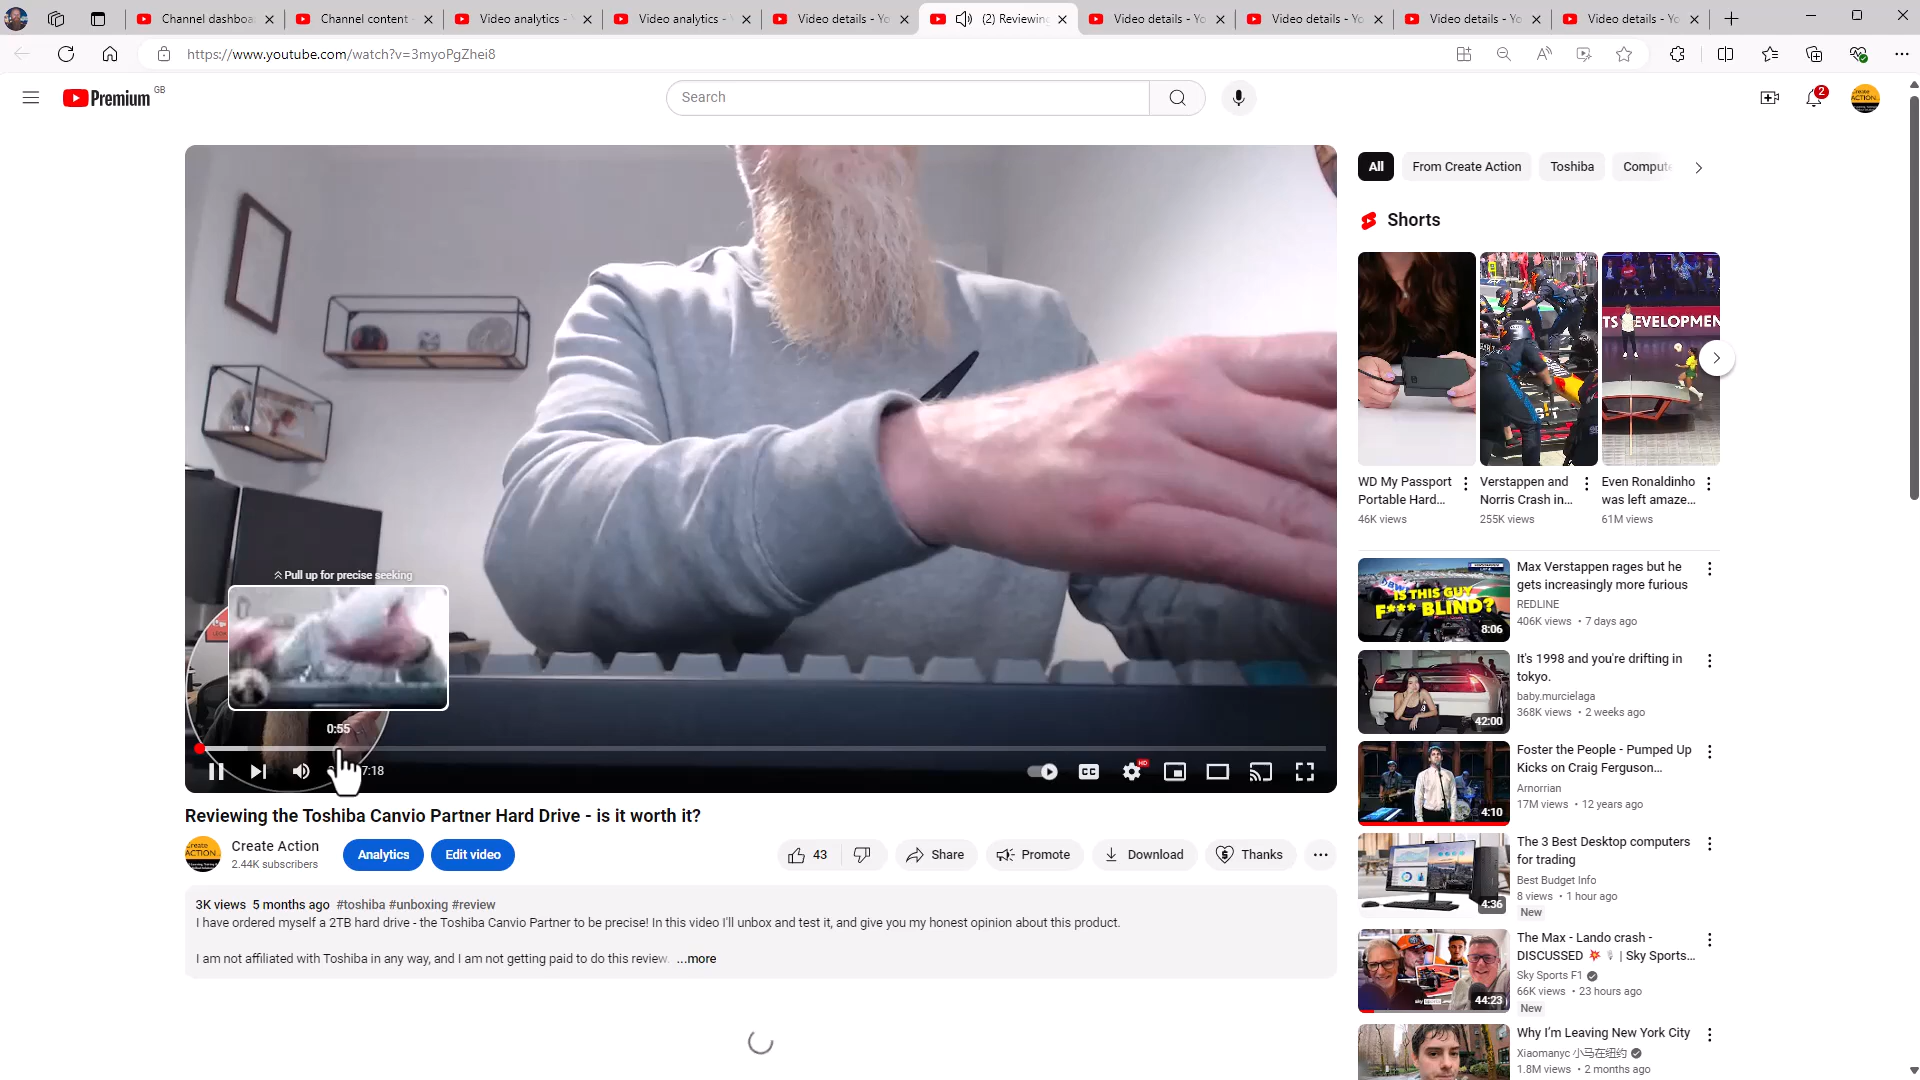 Channel dashboa
Channel content -
Video analytics -
Video analytics -
Video details - Yo
(2) Reviewing
Video details - Yo
Video details - Yo
Video details - Yo
Video details - Yo
https://www.youtube.com/watch?v=3myoPgZhei8
Premium GB
Search
2
All
From Create Action
Toshiba
Compute
Shorts
WD My Passport
Portable Hard...
46K views
Verstappen and
Norris Crash in...
255K views
Even Ronaldinho
was left amaze...
61M views
Pull up for precise seeking
0:55
7:18
HD
Reviewing the Toshiba Canvio Partner Hard Drive - is it worth it?
Create Action
2.44K subscribers
Analytics
Edit video
43
Share
Promote
Download
Thanks
3K views 5 months ago #toshiba #unboxing #review
I have ordered myself a 2TB hard drive - the Toshiba Canvio Partner to be precise! In this video I'll unbox and test it, and give you my honest opinion about this product.
I am not affiliated with Toshiba in any way, and I am not getting paid to do this review. ...more
IS THIS GUY
F*** BLIND?
8:06
Max Verstappen rages but he
gets increasingly more furious
REDLINE
406K views • 7 days ago
42:00
It's 1998 and you're drifting in
tokyo.
baby.murcielaga
368K views • 2 weeks ago
4:10
Foster the People - Pumped Up
Kicks on Craig Ferguson...
Arnorrian
17M views • 12 years ago
4:36
The 3 Best Desktop computers
for trading
Best Budget Info
8 views • 1 hour ago
New
44:23
The Max - Lando crash -
DISCUSSED 💥🎙 | Sky Sports...
Sky Sports F1
66K views • 23 hours ago
New
Why I'm Leaving New York City
Xiaomanyc 小马在纽约
1.8M views • 2 months ago